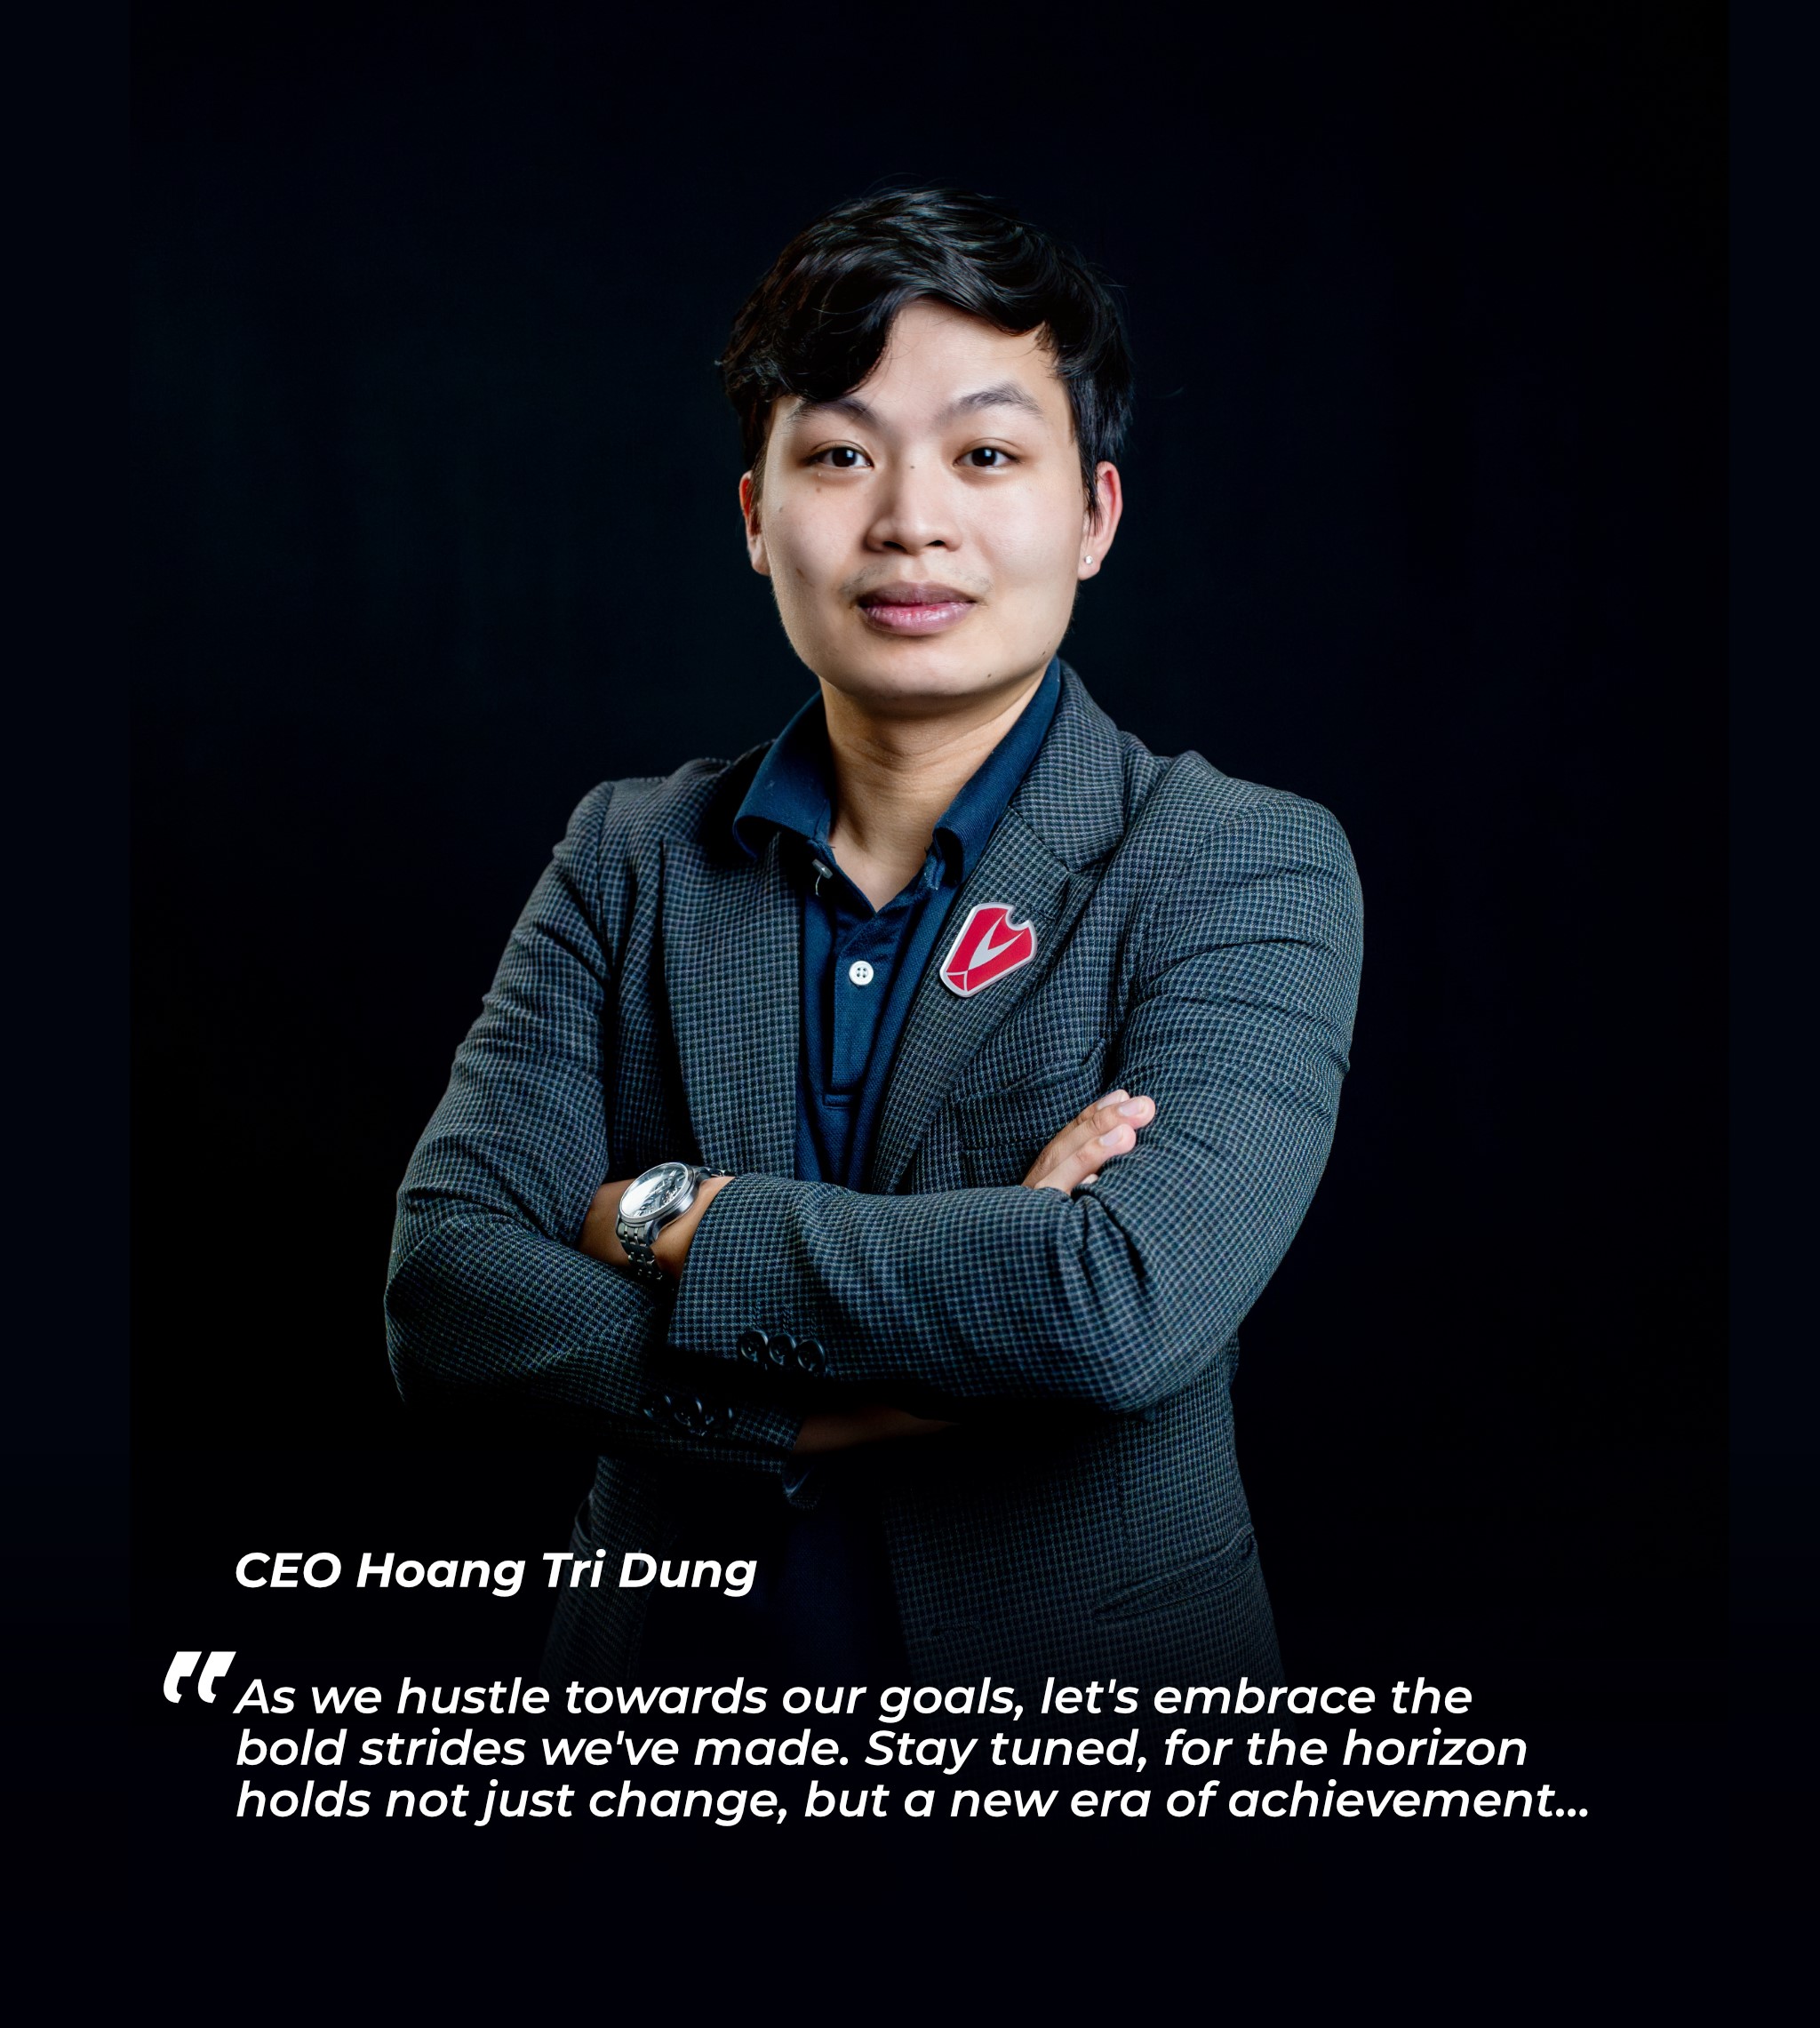 CEO Hoang Tri Dung
“As we hustle towards our goals, let's embrace the
bold strides we've made. Stay tuned, for the horizon
holds not just change, but a new era of achievement...